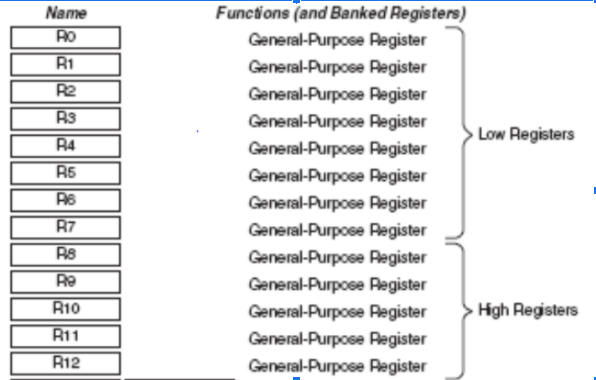 Name Functions (and Banked Registers)
R0 General-Purpose Register
R1 General-Purpose Register
R2 General-Purpose Register
R3 General-Purpose Register
Low Registers
R4 General-Purpose Register
R5 General-Purpose Register
R6 General-Purpose Register
R7 General-Purpose Register
R8 General-Purpose Register
R9 General-Purpose Register
R10 General-Purpose Register High Registers
R11 General-Purpose Register
R12 General-Purpose Register